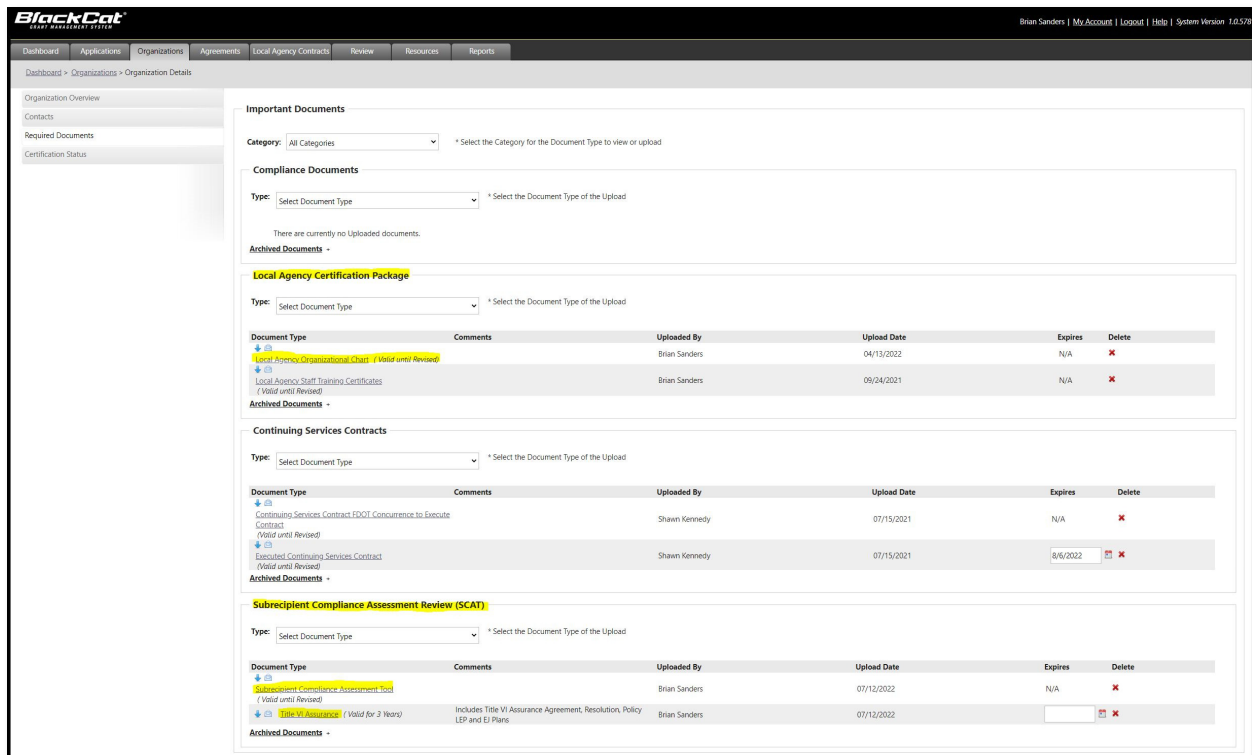 BlackCat
GRANT MANAGEMENT SYSTEM
Brian Sanders | My Account | Logout | Help | System Version 1.0.578
Dashboard Applications Organizations Agreements Local Agency Contracts Review Resources Reports
Dashboard > Organizations > Organization Details
Organization Overview
Contacts
Required Documents
Certification Status
Important Documents
Category: All Categories * Select the Category for the Document Type to view or upload
Compliance Documents
Type: Select Document Type * Select the Document Type of the Upload
There are currently no Uploaded documents.
Archived Documents +
Local Agency Certification Package
Type: Select Document Type * Select the Document Type of the Upload
Document Type Comments Uploaded By Upload Date Expires Delete
Local Agency Organizational Chart ( Valid until Revised) Brian Sanders 04/13/2022 N/A
Local Agency Staff Training Certificates Brian Sanders 09/24/2021 N/A
( Valid until Revised)
Archived Documents +
Continuing Services Contracts
Type: Select Document Type * Select the Document Type of the Upload
Document Type Comments Uploaded By Upload Date Expires Delete
Continuing Services Contract FDOT Concurrence to Execute
Contract Shawn Kennedy 07/15/2021 N/A
(Valid until Revised)
Executed Continuing Services Contract Shawn Kennedy 07/15/2021 8/6/2022
(Valid until Revised)
Archived Documents +
Subrecipient Compliance Assessment Review (SCAT)
Type: Select Document Type * Select the Document Type of the Upload
Document Type Comments Uploaded By Upload Date Expires Delete
Subrecipient Compliance Assessment Tool Brian Sanders 07/12/2022 N/A
( Valid until Revised)
Title VI Assurance ( Valid for 3 Years) Includes Title VI Assurance Agreement, Resolution, Policy Brian Sanders 07/12/2022
LEP and EJ Plans
Archived Documents +